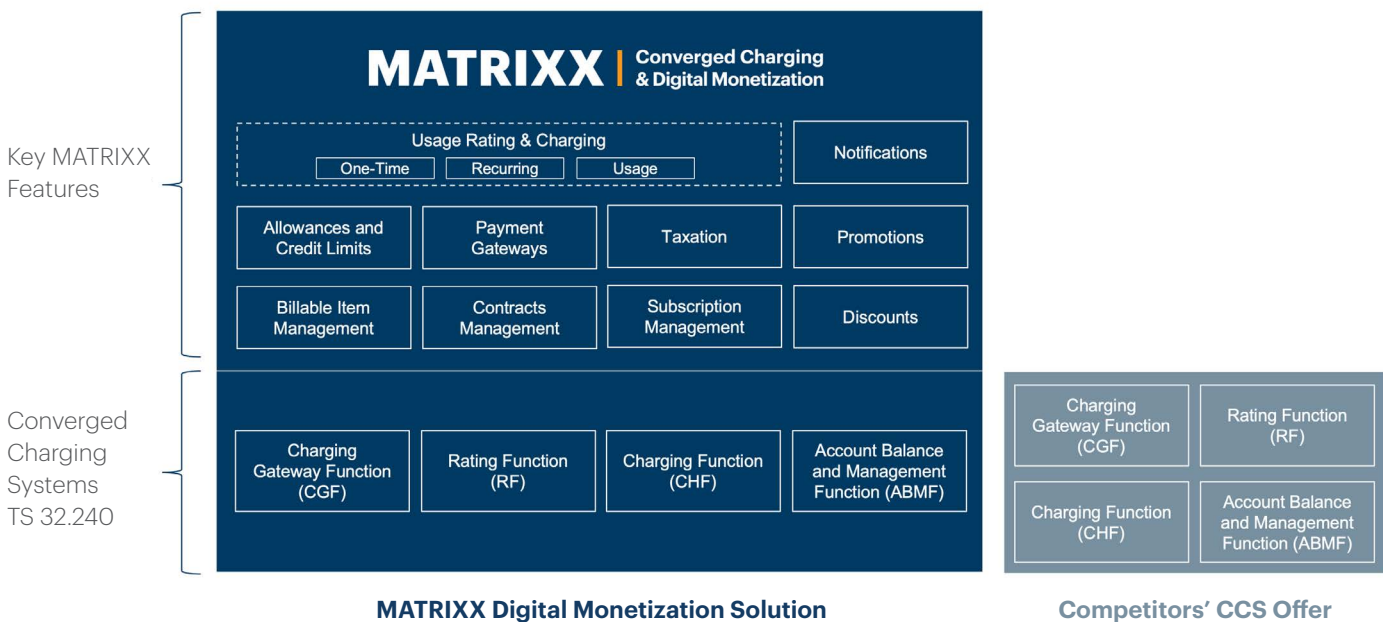 MATRIXX
Converged Charging
& Digital Monetization
Key MATRIXX
Features
Usage Rating & Charging
One-Time
Recurring
Usage
Notifications
Allowances and
Credit Limits
Payment
Gateways
Taxation
Promotions
Billable Item
Management
Contracts
Management
Subscription
Management
Discounts
Converged
Charging
Systems
TS 32.240
Charging
Gateway Function
(CGF)
Rating Function
(RF)
Charging Function
(CHF)
Account Balance
and Management
Function (ABMF)
Charging
Gateway Function
(CGF)
Rating Function
(RF)
Charging Function
(CHF)
Account Balance
and Management
Function (ABMF)
MATRIXX Digital Monetization Solution
Competitors’ CCS Offer